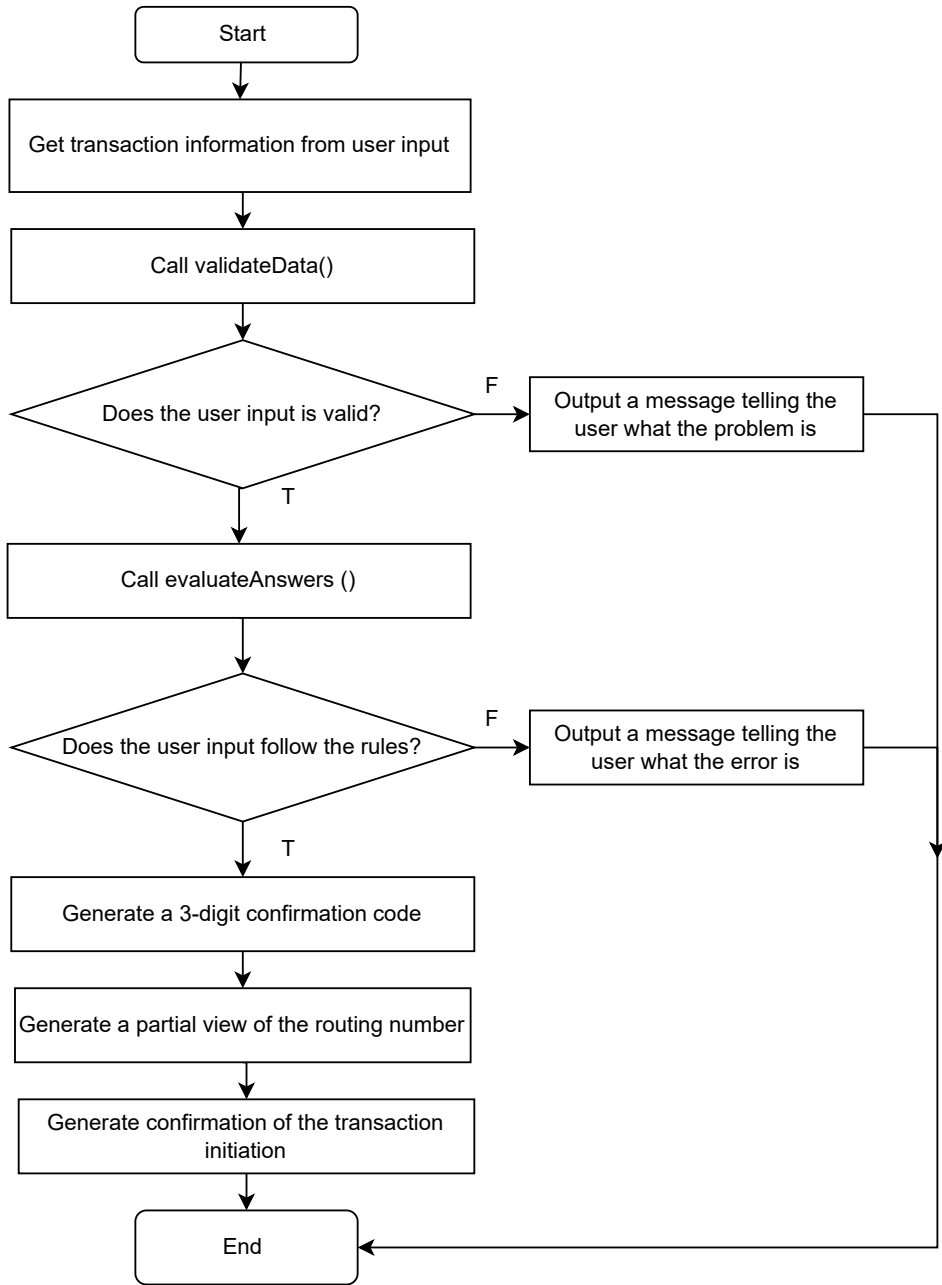 Start
Get transaction information from user input
Call validateData()
Does the user input is valid?
F
Output a message telling the
user what the problem is
T
Call evaluateAnswers ()
Does the user input follow the rules?
F
Output a message telling the
user what the error is
T
Generate a 3-digit confirmation code
Generate a partial view of the routing number
Generate confirmation of the transaction
initiation
End